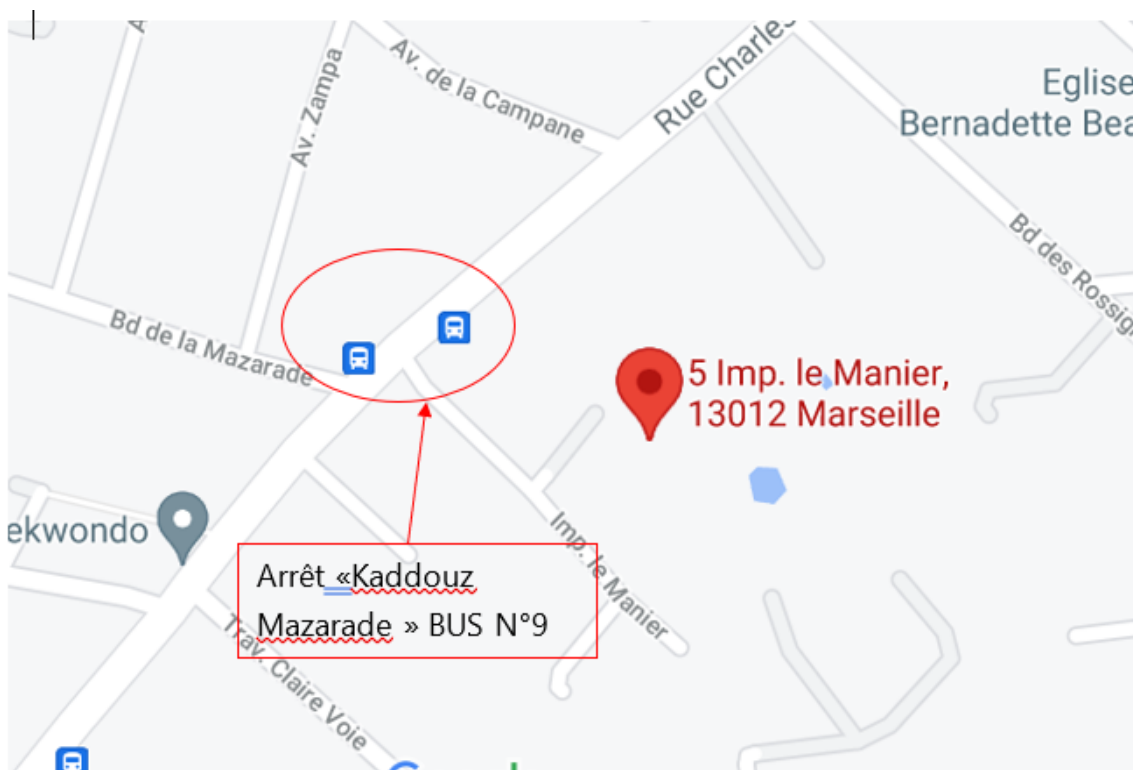 Av. Zampa
Av. de la Campane
Rue Charles
Eglise
Bernadette Bea
Bd des Rossig
Bd de la Mazarade
5 Imp. le Manier,
13012 Marseille
ekwondo
Imp. le Manier
Arrêt «Kaddouz
Mazarade » BUS N°9
Trav. Claire Voie